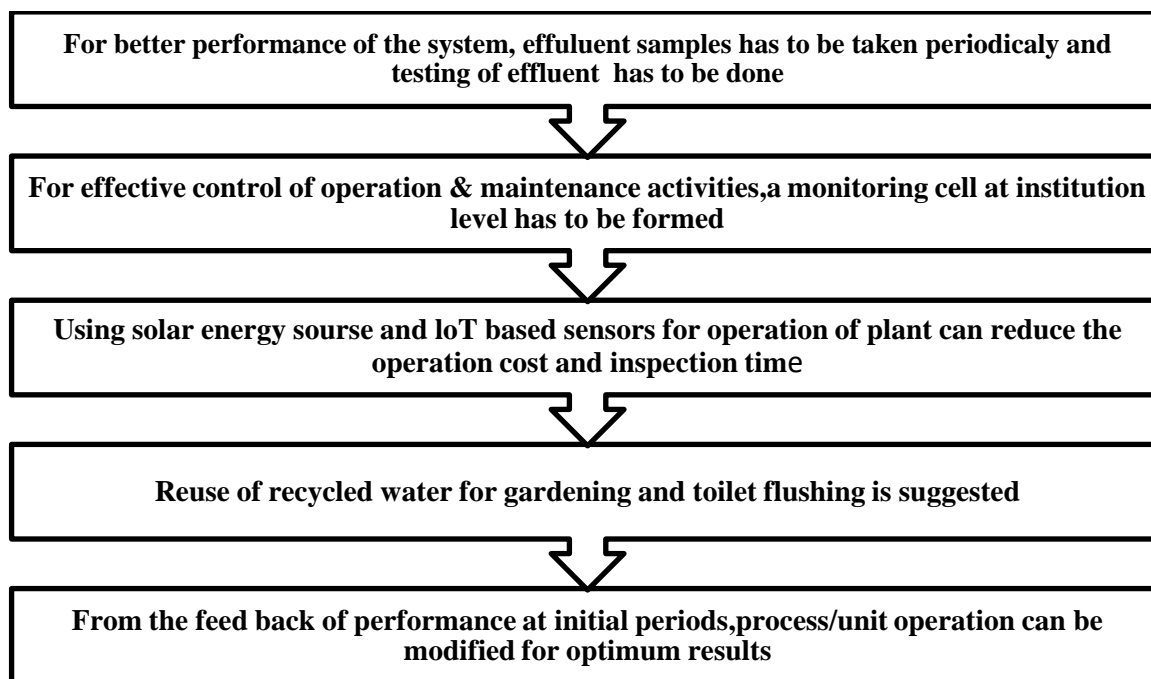 For better performance of the system, effuluent samples has to be taken periodicaly and
testing of effluent has to be done
For effective control of operation & maintenance activities,a monitoring cell at institution
level has to be formed
Using solar energy sourse and loT based sensors for operation of plant can reduce the
operation cost and inspection time
Reuse of recycled water for gardening and toilet flushing is suggested
From the feed back of performance at initial periods,process/unit operation can be
modified for optimum results